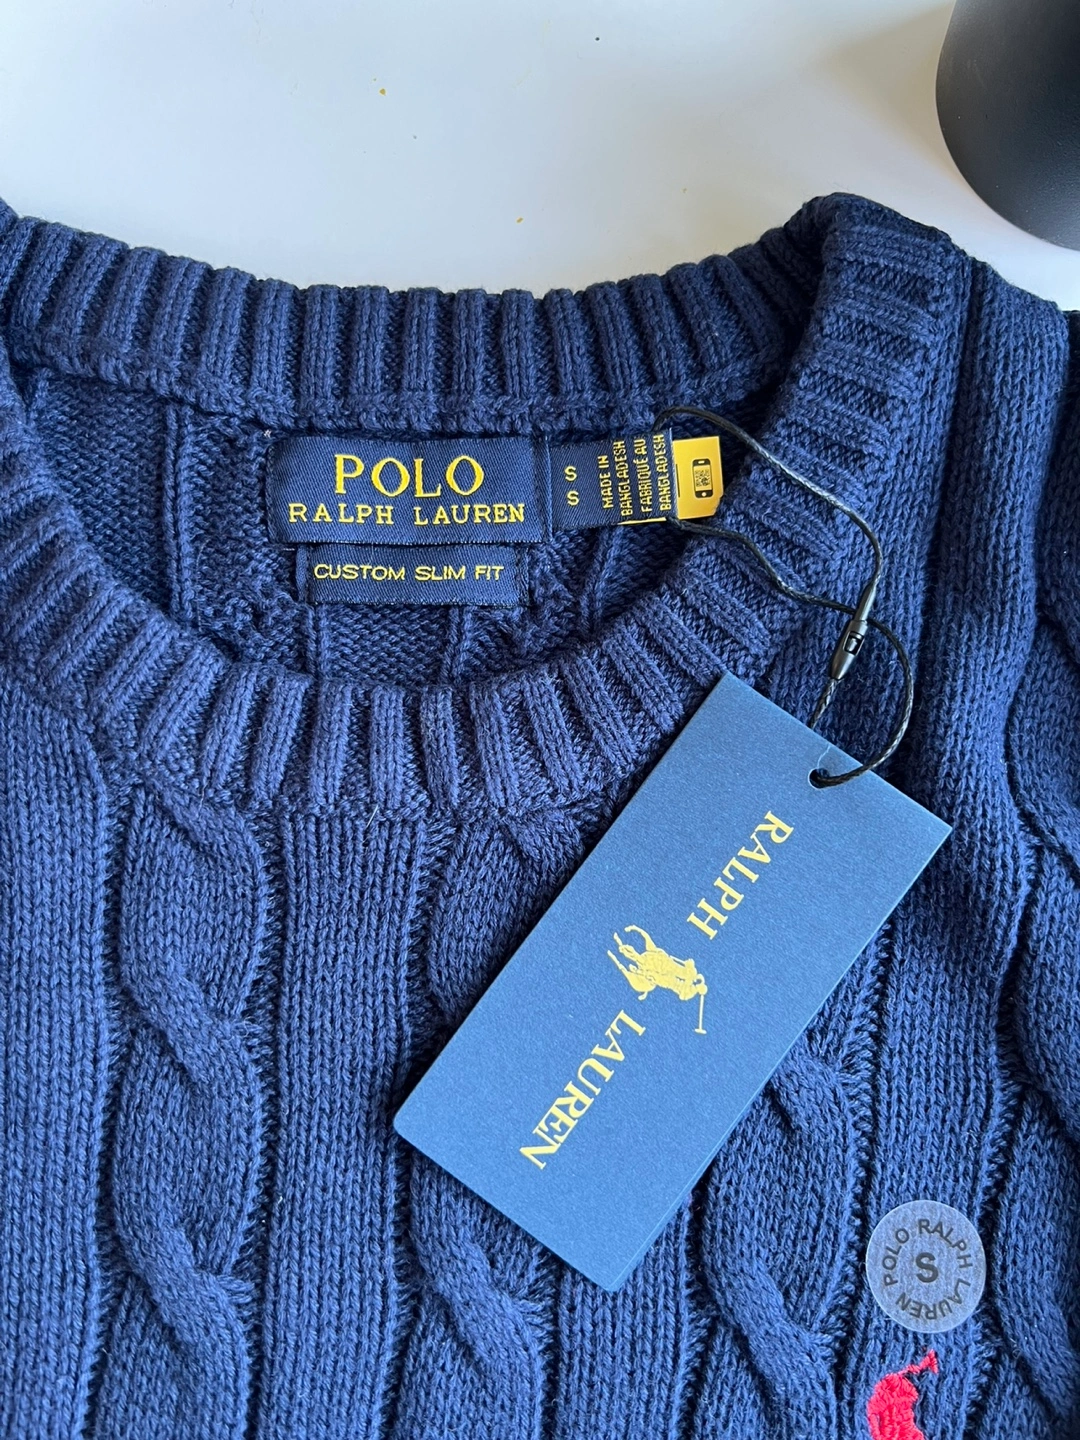 POLO
RALPH LAUREN
CUSTOM SLIM FIT
S
S
MADE IN
BANGLADESH
FABRIQUÉ AU
BANGLADESH
RALPH LAUREN
POLO RALPH LAUREN
S